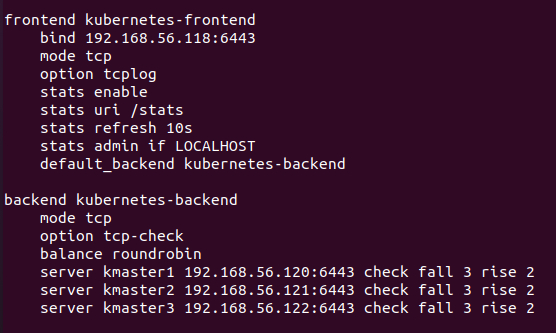 frontend kubernetes-frontend
    bind 192.168.56.118:6443
    mode tcp
    option tcplog
    stats enable
    stats uri /stats
    stats refresh 10s
    stats admin if LOCALHOST
    default_backend kubernetes-backend

backend kubernetes-backend
    mode tcp
    option tcp-check
    balance roundrobin
    server kmaster1 192.168.56.120:6443 check fall 3 rise 2
    server kmaster2 192.168.56.121:6443 check fall 3 rise 2
    server kmaster3 192.168.56.122:6443 check fall 3 rise 2